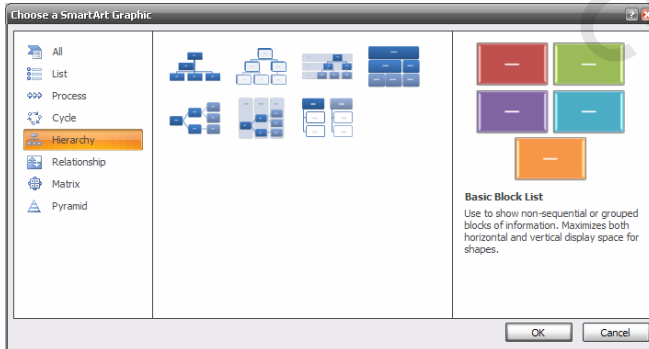 Choose a SmartArt Graphic
All
List
Process
Cycle
Hierarchy
Relationship
Matrix
Pyramid
Basic Block List
Use to show non-sequential or grouped
blocks of information. Maximizes both
horizontal and vertical display space for
shapes.
OK
Cancel